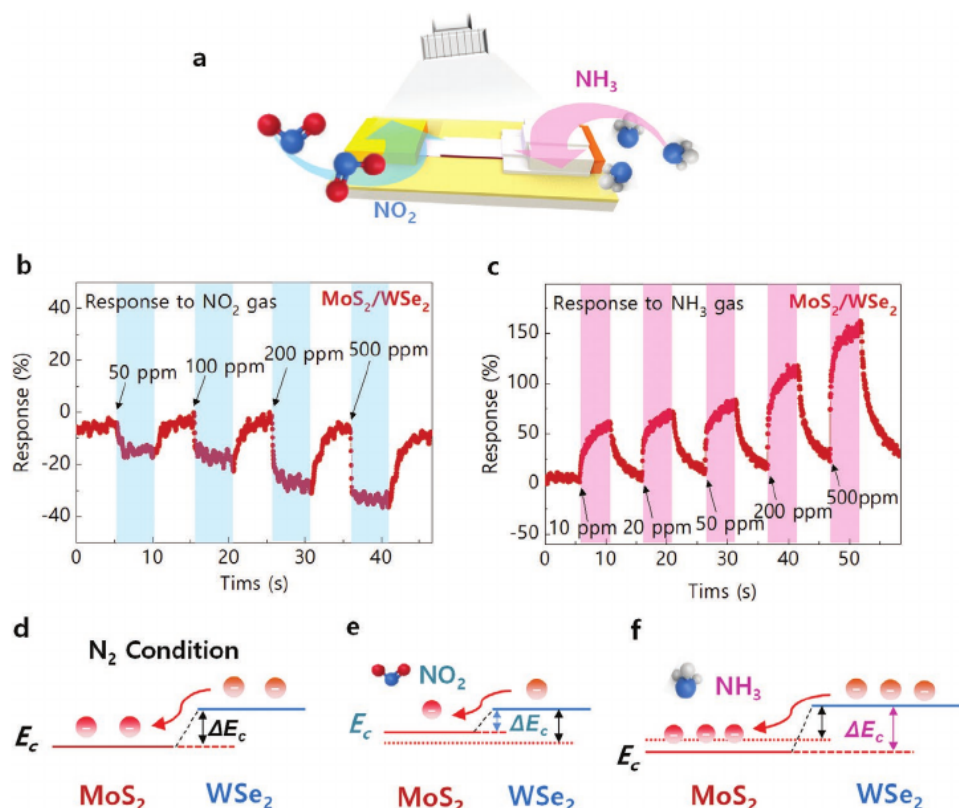 a
NH3
NO2
b
Response to NO2 gas
MoS2/WSe2
50 ppm
100 ppm
200 ppm
500 ppm
40
20
0
-20
-40
Response (%)
0
10
20
30
40
Tims (s)
c
Response to NH3 gas
MoS2/WSe2
10 ppm
20 ppm
50 ppm
200 ppm
500ppm
150
100
50
0
-50
Response (%)
0
10
20
30
40
50
Tims (s)
d
N2 Condition
Ec
ΔEc
MoS2
WSe2
e
NO2
Ec
ΔEc
MoS2
WSe2
f
NH3
Ec
ΔEc
MoS2
WSe2